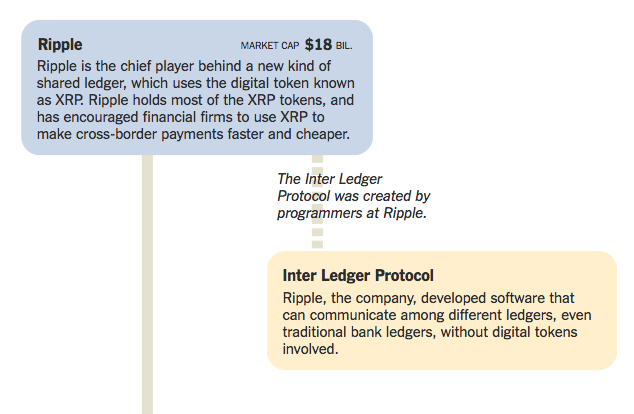 Ripple MARKET CAP $18 BIL.
Ripple is the chief player behind a new kind of
shared ledger, which uses the digital token known
as XRP. Ripple holds most of the XRP tokens, and
has encouraged financial firms to use XRP to
make cross-border payments faster and cheaper.
The Inter Ledger
Protocol was created by
programmers at Ripple.
Inter Ledger Protocol
Ripple, the company, developed software that
can communicate among different ledgers, even
traditional bank ledgers, without digital tokens
involved.